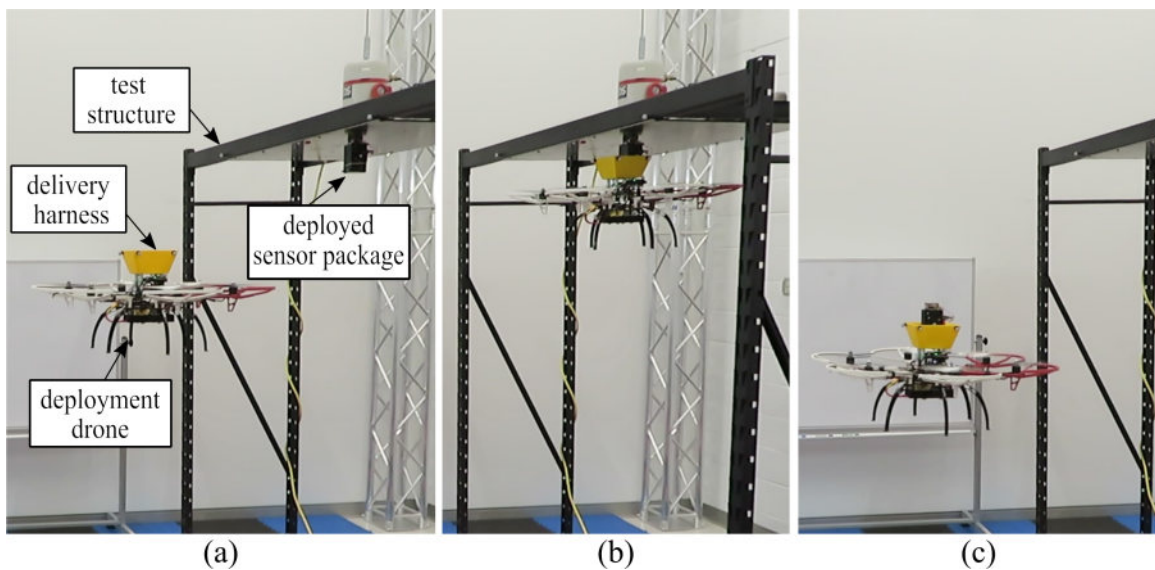 test
structure
delivery
harness
deployed
sensor package
deployment
drone
(a)
(b)
(c)